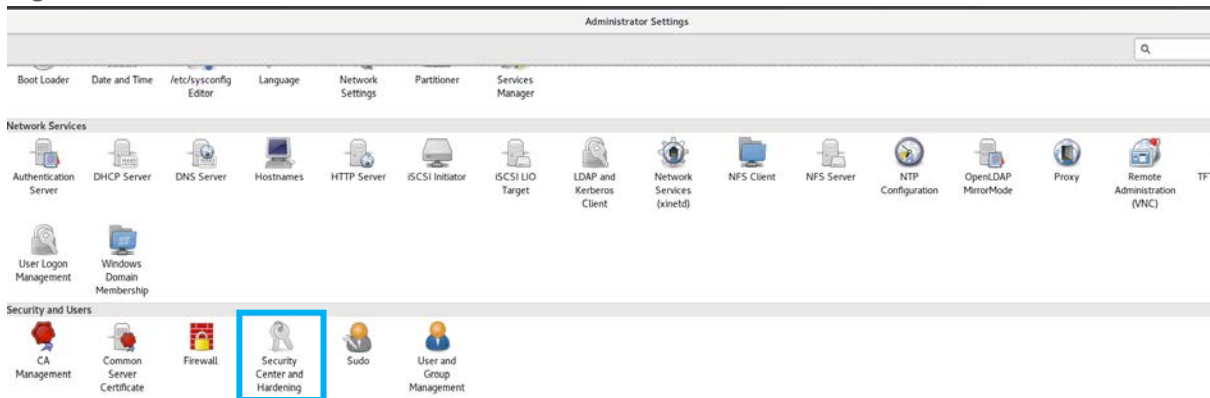 Administrator Settings
Boot Loader
Date and Time
/etc/sysconfig
Editor
Language
Network
Settings
Partitioner
Services
Manager
Network Services
Authentication
Server
DHCP Server
DNS Server
Hostnames
HTTP Server
iSCSI Initiator
iSCSI LIO
Target
LDAP and
Kerberos
Client
Network
Services
(xinetd)
NFS Client
NFS Server
NTP
Configuration
OpenLDAP
MirrorMode
Proxy
Remote
Administration
(VNC)
User Logon
Management
Windows
Domain
Membership
Security and Users
CA
Management
Common
Server
Certificate
Firewall
Security
Center and
Hardening
Sudo
User and
Group
Management